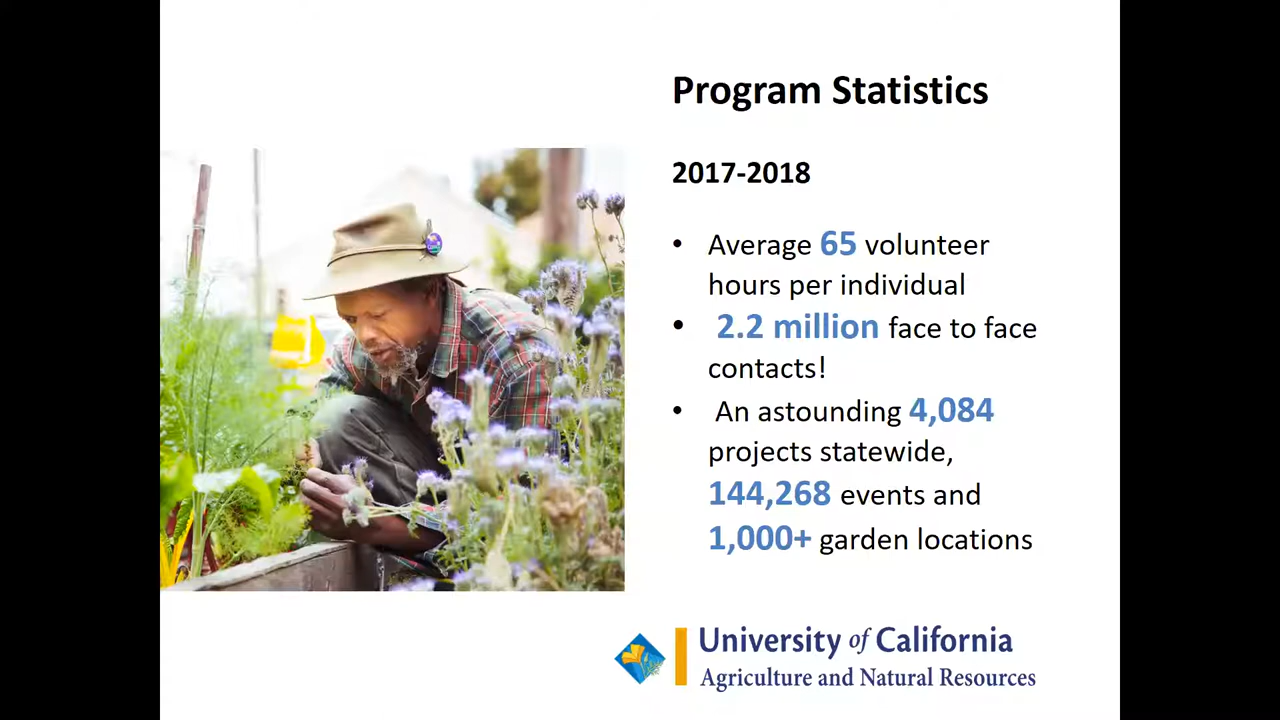 Program Statistics
2017-2018
• Average 65 volunteer
hours per individual
• 2.2 million face to face
contacts!
• An astounding 4,084
projects statewide,
144,268 events and
1,000+ garden locations
University of California
Agriculture and Natural Resources